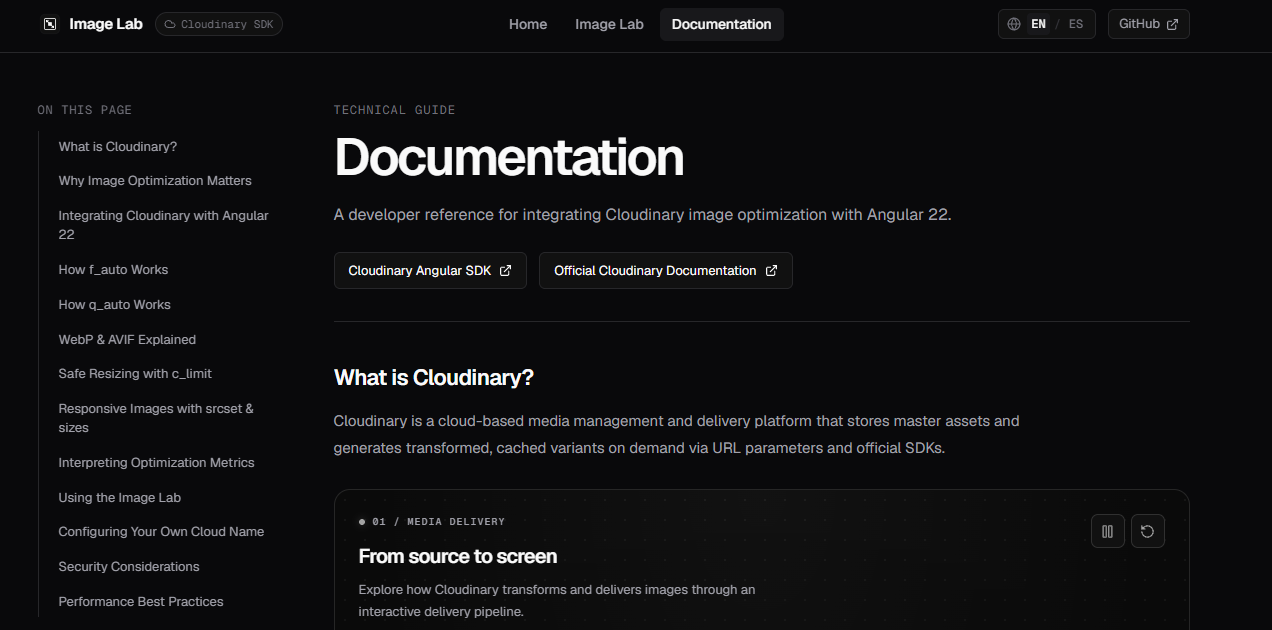 Image Lab
Cloudinary SDK
Home
Image Lab
Documentation
EN / ES
GitHub
ON THIS PAGE
What is Cloudinary?
Why Image Optimization Matters
Integrating Cloudinary with Angular
22
How f_auto Works
How q_auto Works
WebP & AVIF Explained
Safe Resizing with c_limit
Responsive Images with srcset &
sizes
Interpreting Optimization Metrics
Using the Image Lab
Configuring Your Own Cloud Name
Security Considerations
Performance Best Practices
TECHNICAL GUIDE
Documentation
A developer reference for integrating Cloudinary image optimization with Angular 22.
Cloudinary Angular SDK
Official Cloudinary Documentation
What is Cloudinary?
Cloudinary is a cloud-based media management and delivery platform that stores master assets and
generates transformed, cached variants on demand via URL parameters and official SDKs.
01 / MEDIA DELIVERY
From source to screen
Explore how Cloudinary transforms and delivers images through an
interactive delivery pipeline.